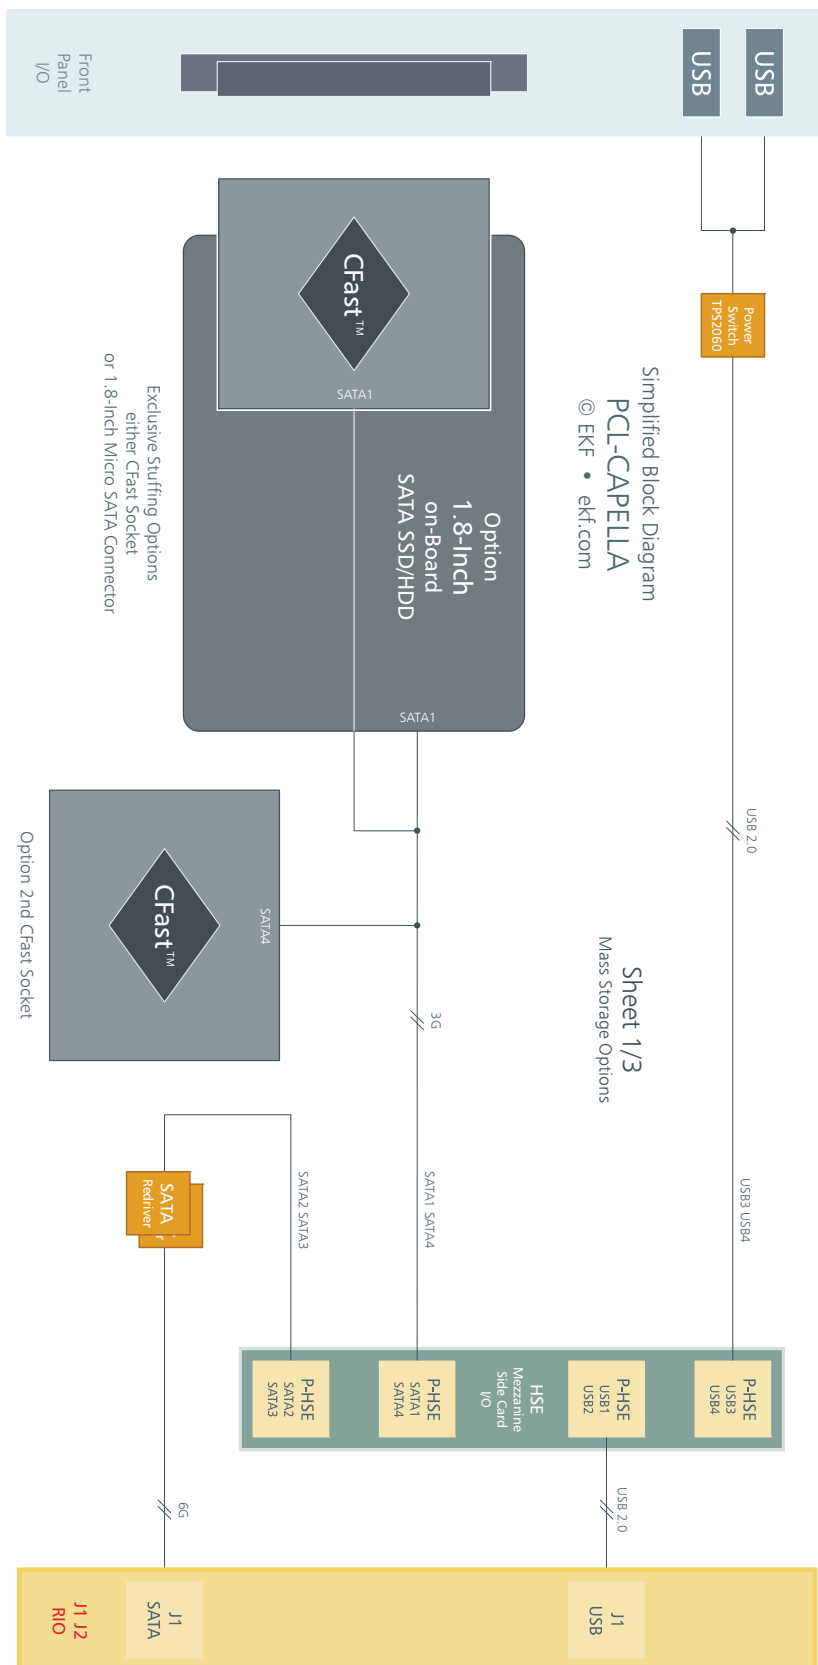 Front
Panel
I/O
USB
USB
Power
Switch
TPS2060
Simplified Block Diagram
PCL-CAPELLA
© EKF • ekf.com
CFast™
SATA1
Option
1.8-Inch
on-Board
SATA SSD/HDD
SATA1
Exclusive Stuffing Options
either CFast Socket
or 1.8-Inch Micro SATA Connector
USB 2.0
CFast™
SATA4
Option 2nd CFast Socket
Sheet 1/3
Mass Storage Options
3G
USB3 USB4
SATA1 SATA4
SATA2 SATA3
SATA
Redriver
r
P-HSE
USB3
USB4
P-HSE
USB1
USB2
HSE
Mezzanine
Side Card
I/O
P-HSE
SATA1
SATA4
P-HSE
SATA2
SATA3
USB 2.0
6G
J1
USB
J1
SATA
J1 J2
RIO